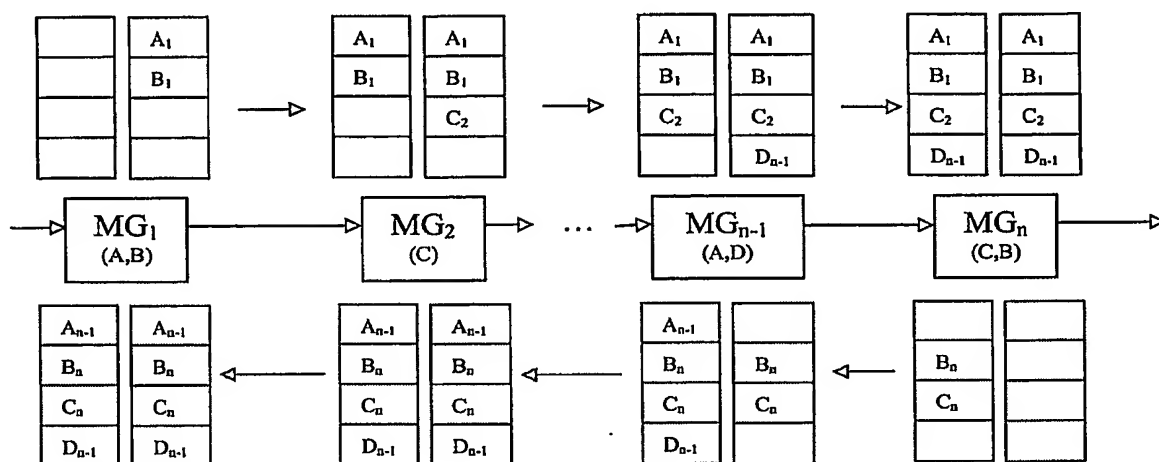 A₁ A₁ A₁ A₁ A₁ A₁ A₁
B₁ B₁ B₁ B₁ B₁ B₁ B₁
C₂ C₂ C₂ C₂ C₂
Dₙ₋₁ Dₙ₋₁ Dₙ₋₁
MG₁ MG₂ ... MGₙ₋₁ MGₙ
(A,B) (C) (A,D) (C,B)
Aₙ₋₁ Aₙ₋₁ Aₙ₋₁ Aₙ₋₁ Aₙ₋₁
Bₙ Bₙ Bₙ Bₙ Bₙ Bₙ Bₙ
Cₙ Cₙ Cₙ Cₙ Cₙ Cₙ Cₙ
Dₙ₋₁ Dₙ₋₁ Dₙ₋₁ Dₙ₋₁ Dₙ₋₁